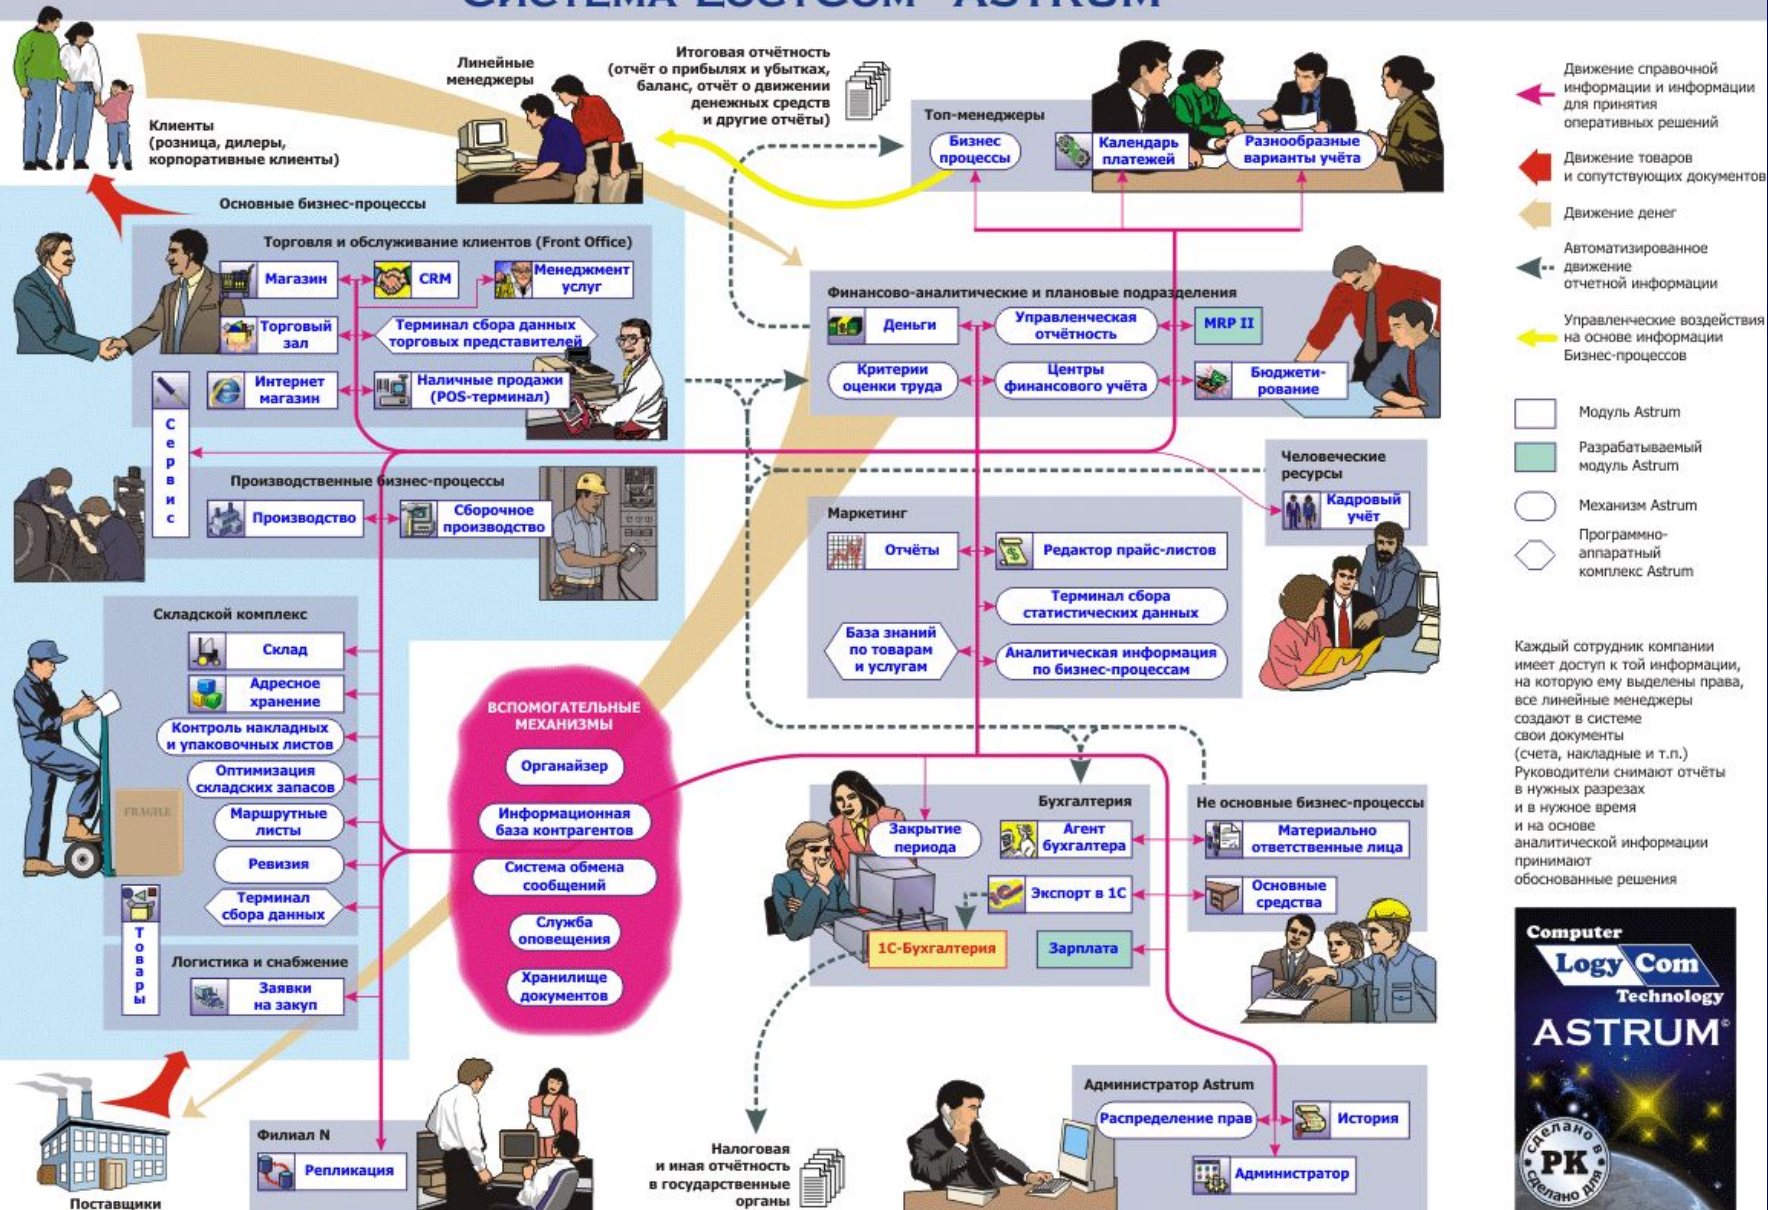 СИСТЕМА LOGYCOM ASTRUM
Клиенты
(розница, дилеры,
корпоративные клиенты)
Линейные
менеджеры
Итоговая отчётность
(отчёт о прибылях и убытках,
баланс, отчёт о движении
денежных средств
и другие отчёты)
Топ-менеджеры
Бизнес
процессы
Календарь
платежей
Разнообразные
варианты учёта
Основные бизнес-процессы
Торговля и обслуживание клиентов (Front Office)
Магазин
CRM
Менеджмент
услуг
Торговый
зал
Терминал сбора данных
торговых представителей
Интернет
магазин
Наличные продажи
(POS-терминал)
Сервис
Производственные бизнес-процессы
Производство
Сборочное
производство
Финансово-аналитические и плановые подразделения
Деньги
Управленческая
отчётность
MRP II
Критерии
оценки труда
Центры
финансового учёта
Бюджети-
рование
Человеческие
ресурсы
Кадровый
учёт
Маркетинг
Отчёты
Редактор прайс-листов
Терминал сбора
статистических данных
База знаний
по товарам
и услугам
Аналитическая информация
по бизнес-процессам
Складской комплекс
Склад
Адресное
хранение
Контроль накладных
и упаковочных листов
Оптимизация
складских запасов
Маршрутные
листы
Ревизия
Терминал
сбора данных
FRAGILE
Товары
Логистика и снабжение
Заявки
на закуп
ВСПОМОГАТЕЛЬНЫЕ
МЕХАНИЗМЫ
Органайзер
Информационная
база контрагентов
Система обмена
сообщений
Служба
оповещения
Хранилище
документов
Бухгалтерия
Закрытие
периода
Агент
бухгалтера
Экспорт в 1С
1С-Бухгалтерия
Зарплата
Не основные бизнес-процессы
Материально
ответственные лица
Основные
средства
Поставщики
Филиал N
Репликация
Налоговая
и иная отчётность
в государственные
органы
Администратор Astrum
Распределение прав
История
Администратор
Движение справочной
информации и информации
для принятия
оперативных решений
Движение товаров
и сопутствующих документов
Движение денег
Автоматизированное
движение
отчетной информации
Управленческие воздействия
на основе информации
Бизнес-процессов
Модуль Astrum
Разрабатываемый
модуль Astrum
Механизм Astrum
Программно-
аппаратный
комплекс Astrum
Каждый сотрудник компании
имеет доступ к той информации,
на которую ему выделены права,
все линейные менеджеры
создают в системе
свои документы
(счета, накладные и т.п.)
Руководители снимают отчёты
в нужных разрезах
и в нужное время
и на основе
аналитической информации
принимают
обоснованные решения
Computer
Logy Com
Technology
ASTRUM©
сделано в
РК
сделано для